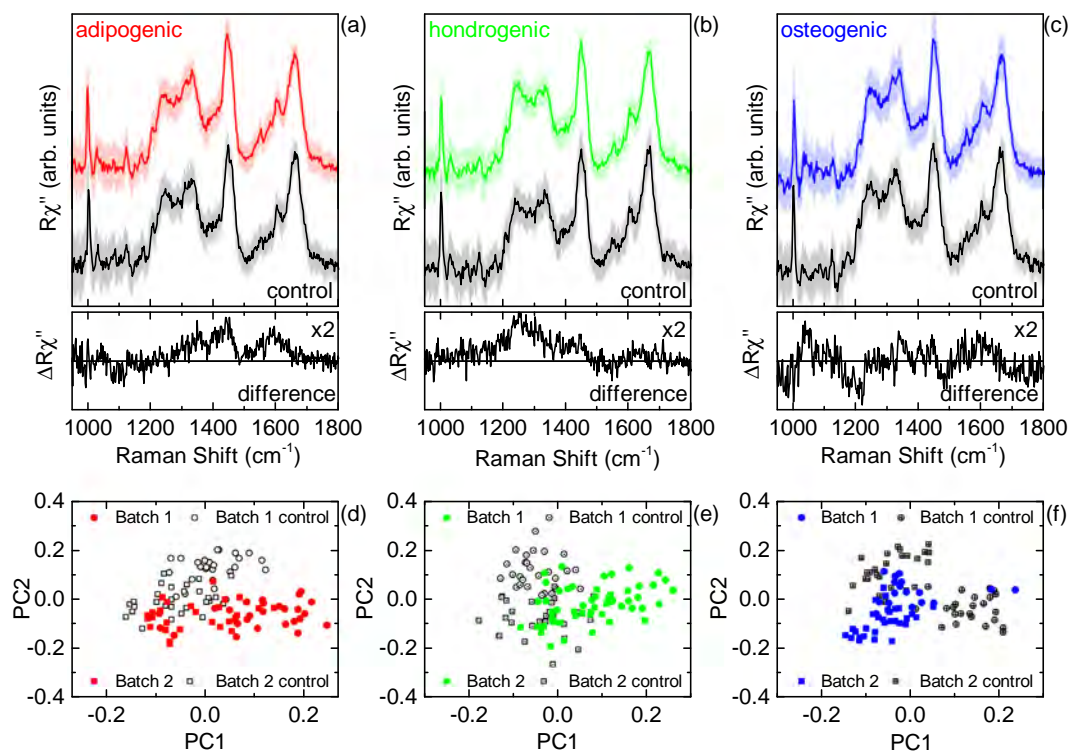 adipogenic (a)
Rχ" (arb. units)
control
x2
ΔRχ"
difference
1000 1200 1400 1600 1800
Raman Shift (cm⁻¹)
hondrogenic (b)
Rχ" (arb. units)
control
x2
ΔRχ"
difference
1000 1200 1400 1600 1800
Raman Shift (cm⁻¹)
osteogenic (c)
Rχ" (arb. units)
control
x2
ΔRχ"
difference
1000 1200 1400 1600 1800
Raman Shift (cm⁻¹)
0.4
Batch 1 Batch 1 control (d)
0.2
PC2
0.0
-0.2
Batch 2 Batch 2 control
-0.4
-0.2 0.0 0.2
PC1
0.4
Batch 1 Batch 1 control (e)
0.2
PC2
0.0
-0.2
Batch 2 Batch 2 control
-0.4
-0.2 0.0 0.2
PC1
0.4
Batch 1 Batch 1 control (f)
0.2
PC2
0.0
-0.2
Batch 2 Batch 2 control
-0.4
-0.2 0.0 0.2
PC1